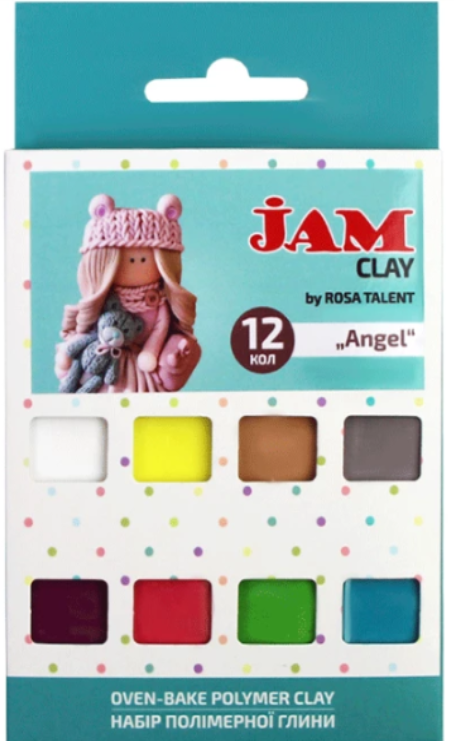 JAM
CLAY
by ROSA TALENT
12
КОЛ
„Angel“
OVEN-BAKE POLYMER CLAY
НАБІР ПОЛІМЕРНОЇ ГЛИНИ